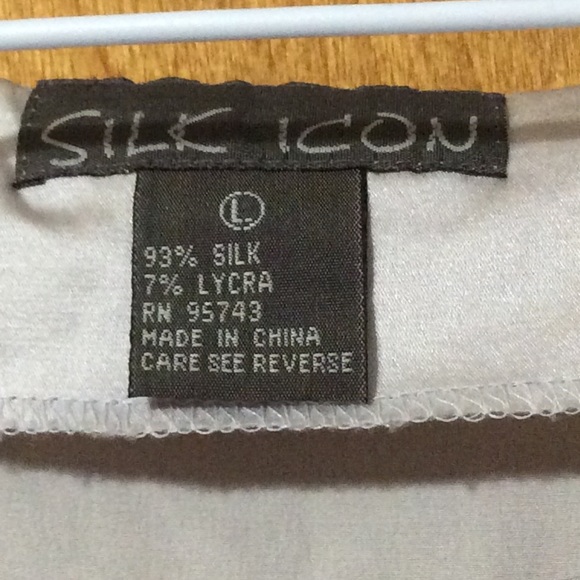 SILK ICON
L
93% SILK
7% LYCRA
RN 95743
MADE IN CHINA
CARE SEE REVERSE